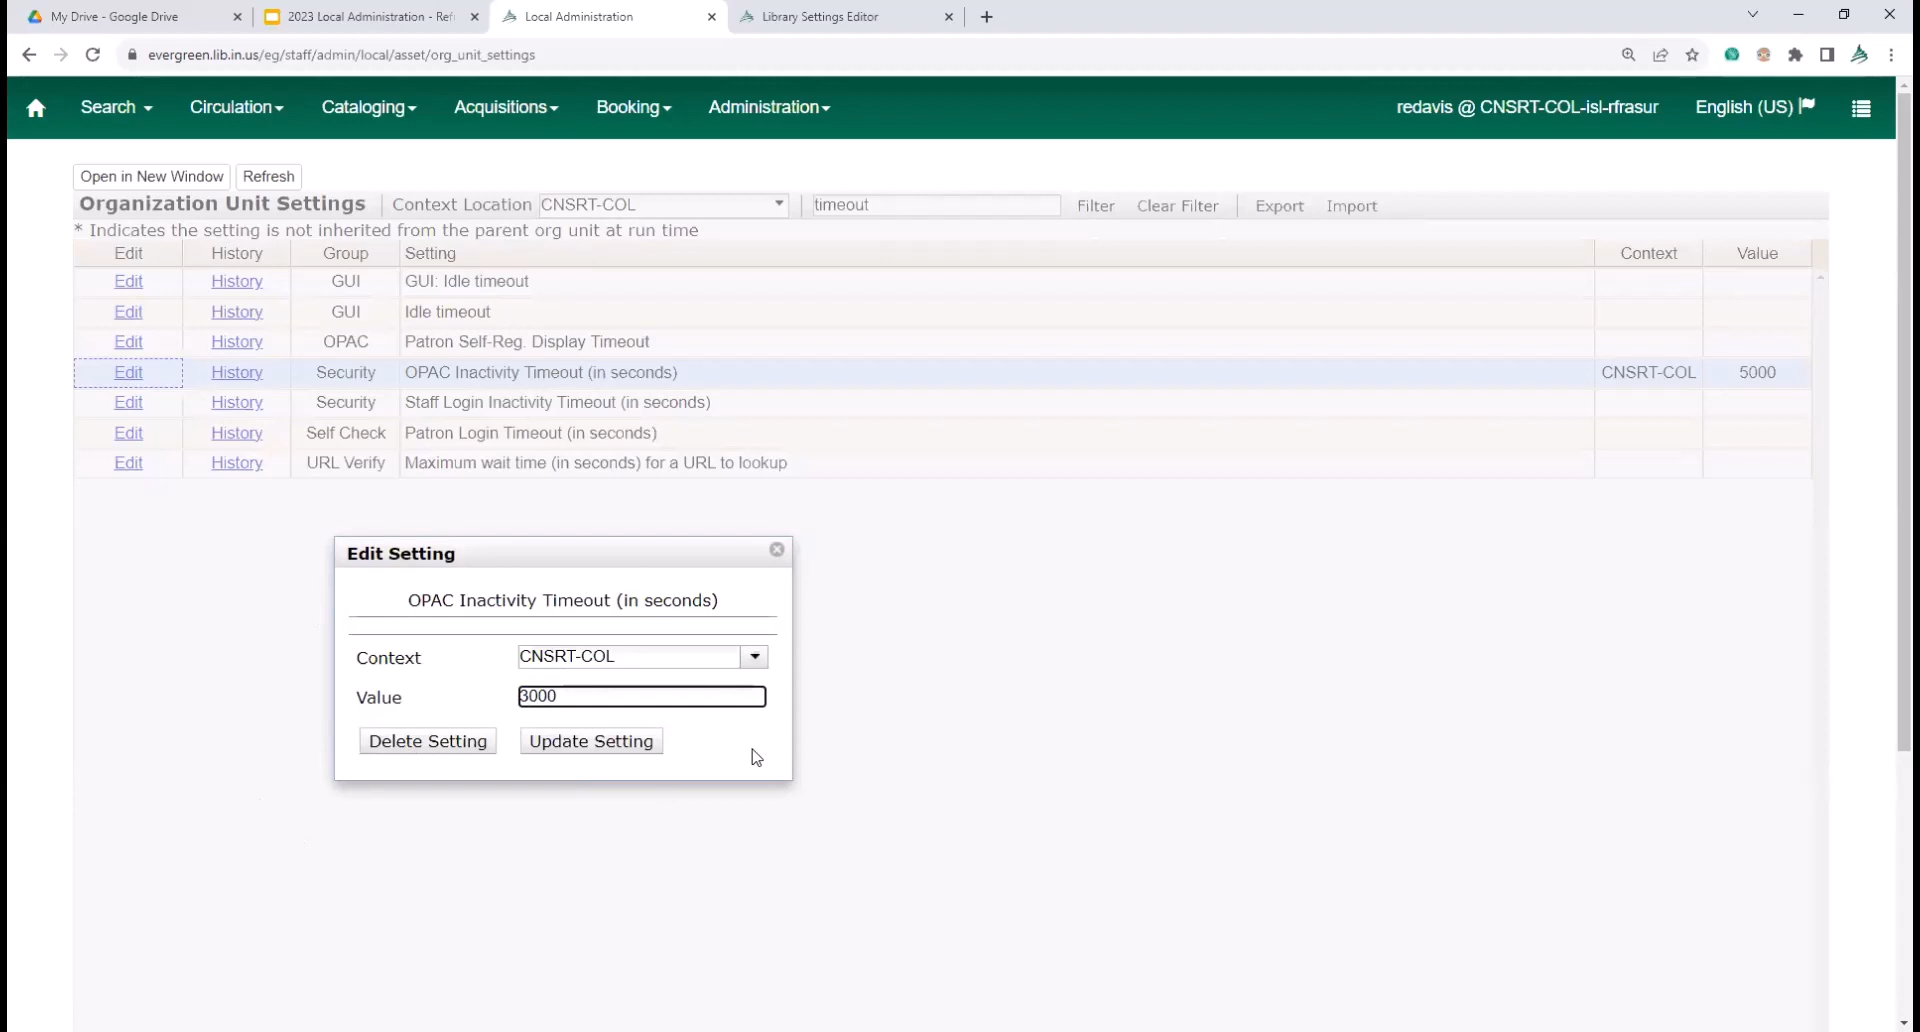 My Drive - Google Drive
2023 Local Administration - Ref
Local Administration
Library Settings Editor
evergreen.lib.in.us/eg/staff/admin/local/asset/org_unit_settings
Search
Circulation
Cataloging
Acquisitions
Booking
Administration
redavis @ CNSRT-COL-isl-rfrasur
English (US)
Open in New Window
Refresh
Organization Unit Settings
Context Location CNSRT-COL
timeout
Filter
Clear Filter
Export
Import
* Indicates the setting is not inherited from the parent org unit at run time
Edit History Group Setting Context Value
Edit History GUI GUI: Idle timeout
Edit History GUI Idle timeout
Edit History OPAC Patron Self-Reg. Display Timeout
Edit History Security OPAC Inactivity Timeout (in seconds) CNSRT-COL 5000
Edit History Security Staff Login Inactivity Timeout (in seconds)
Edit History Self Check Patron Login Timeout (in seconds)
Edit History URL Verify Maximum wait time (in seconds) for a URL to lookup
Edit Setting
OPAC Inactivity Timeout (in seconds)
Context CNSRT-COL
Value 3000
Delete Setting Update Setting